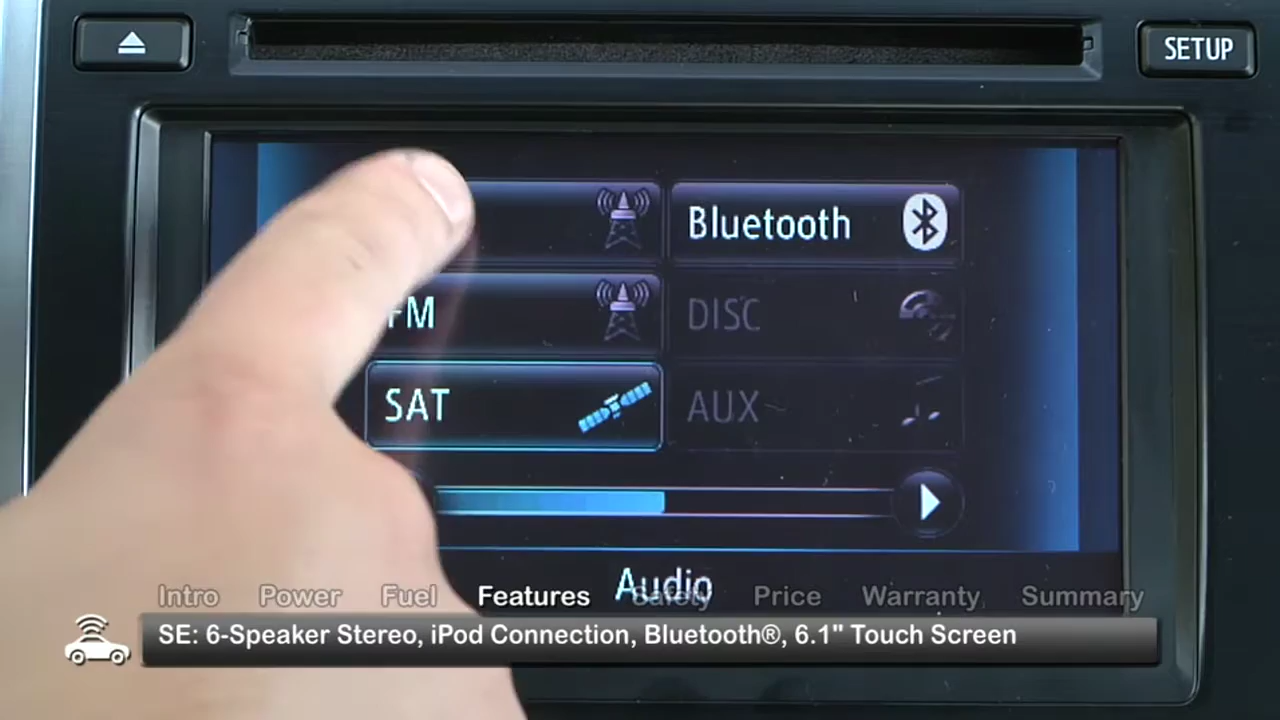 SETUP
Bluetooth
FM
DISC
SAT
AUX
Audio
Intro Power Fuel Features Safety Price Warranty Summary
SE: 6-Speaker Stereo, iPod Connection, Bluetooth®, 6.1" Touch Screen